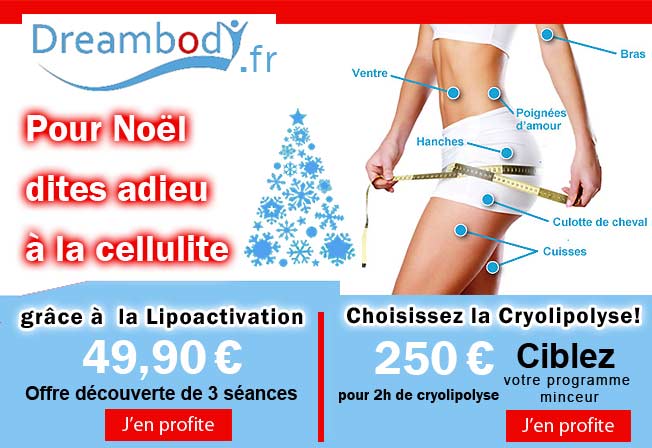 Dreambody.fr
Pour Noël
dites adieu
à la cellulite
Bras
Ventre
Poignées
d'amour
Hanches
Culotte de cheval
Cuisses
grâce à la Lipoactivation
49,90 €
Offre découverte de 3 séances
J'en profite
Choisissez la Cryolipolyse!
250 €
pour 2h de cryolipolyse
Ciblez
votre programme
minceur
J'en profite